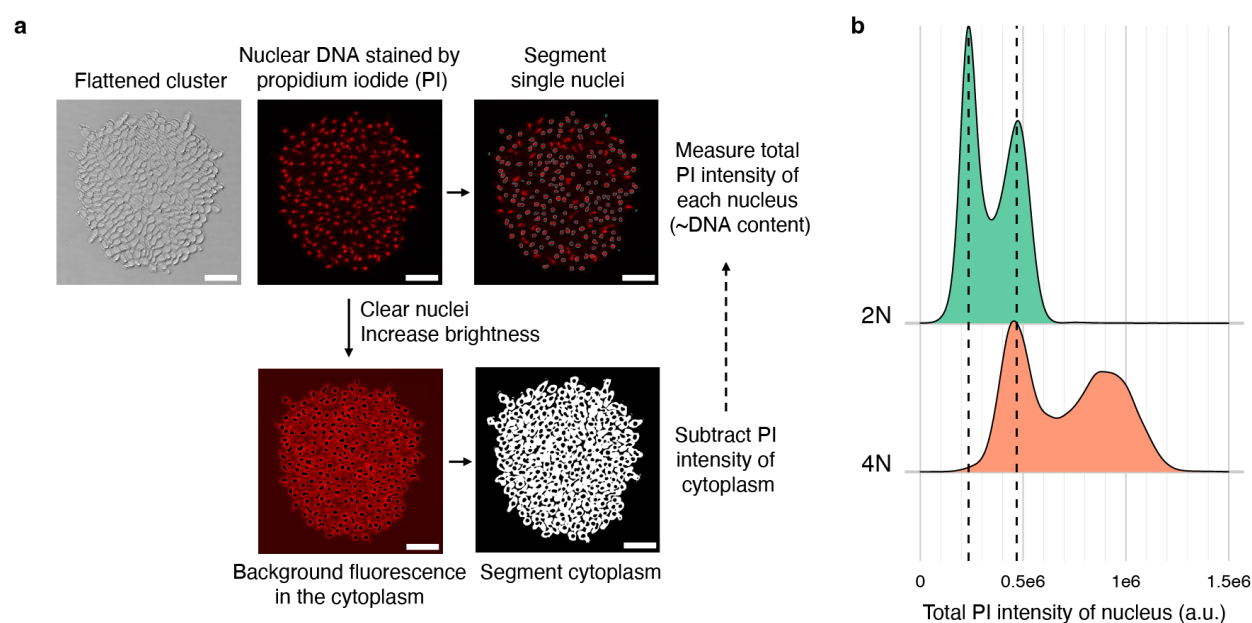 a
Flattened cluster
Nuclear DNA stained by
propidium iodide (PI)
Segment
single nuclei
Measure total
PI intensity of
each nucleus
(~DNA content)
Clear nuclei
Increase brightness
Subtract PI
intensity of
cytoplasm
Background fluorescence
in the cytoplasm
Segment cytoplasm
b
2N
4N
0
0.5e6
1e6
1.5e6
Total PI intensity of nucleus (a.u.)